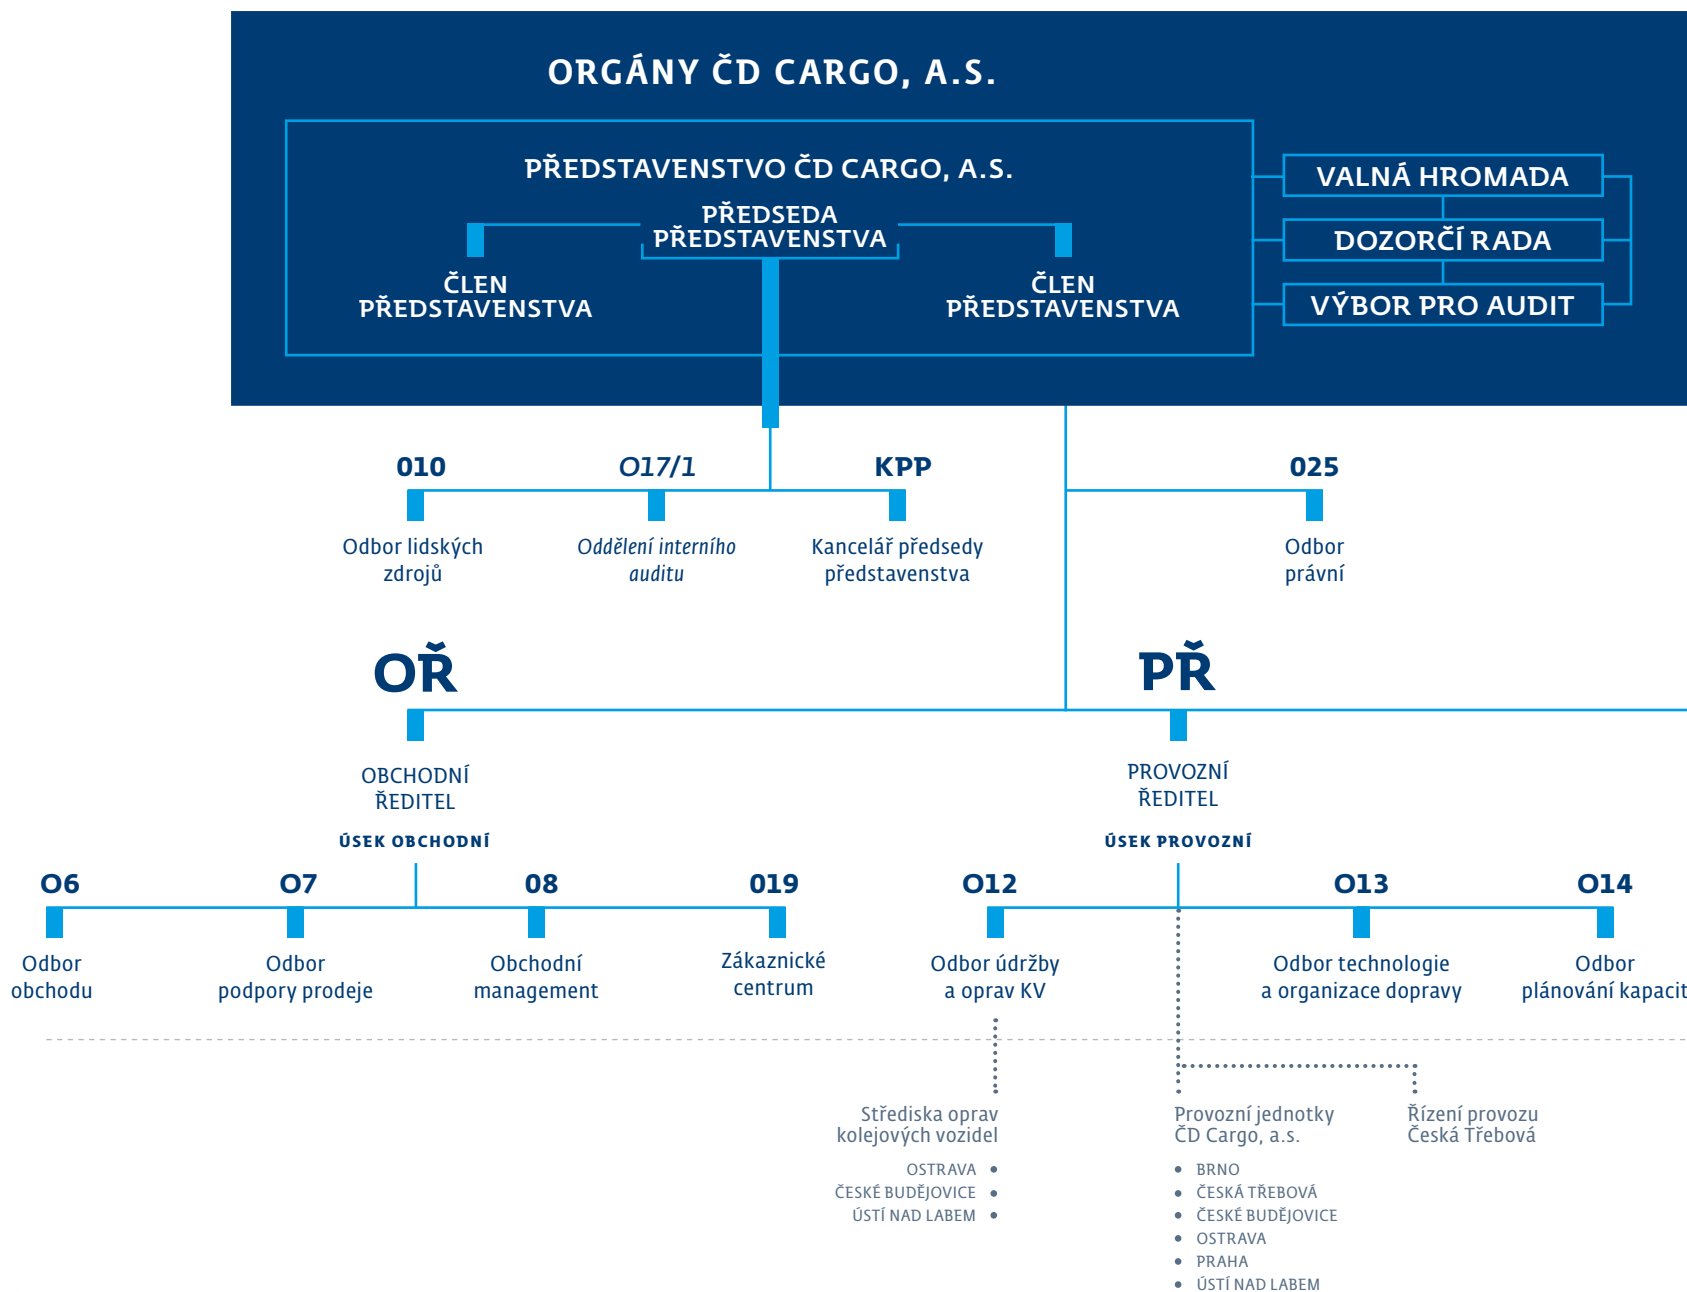 ORGÁNY ČD CARGO, A.S.
PŘEDSTAVENSTVO ČD CARGO, A.S.
PŘEDSEDA
PŘEDSTAVENSTVA
ČLEN
PŘEDSTAVENSTVA
ČLEN
PŘEDSTAVENSTVA
VALNÁ HROMADA
DOZORČÍ RADA
VÝBOR PRO AUDIT
010
Odbor lidských
zdrojů
O17/1
Oddělení interního
auditu
KPP
Kancelář předsedy
představenstva
025
Odbor
právní
OŘ
OBCHODNÍ
ŘEDITEL
ÚSEK OBCHODNÍ
PŘ
PROVOZNÍ
ŘEDITEL
ÚSEK PROVOZNÍ
O6
Odbor
obchodu
O7
Odbor
podpory prodeje
08
Obchodní
management
019
Zákaznické
centrum
O12
Odbor údržby
a oprav KV
O13
Odbor technologie
a organizace dopravy
O14
Odbor
plánování kapacit
Střediska oprav
kolejových vozidel
OSTRAVA •
ČESKÉ BUDĚJOVICE •
ÚSTÍ NAD LABEM •
Provozní jednotky
ČD Cargo, a.s.
• BRNO
• ČESKÁ TŘEBOVÁ
• ČESKÉ BUDĚJOVICE
• OSTRAVA
• PRAHA
• ÚSTÍ NAD LABEM
Řízení provozu
Česká Třebová